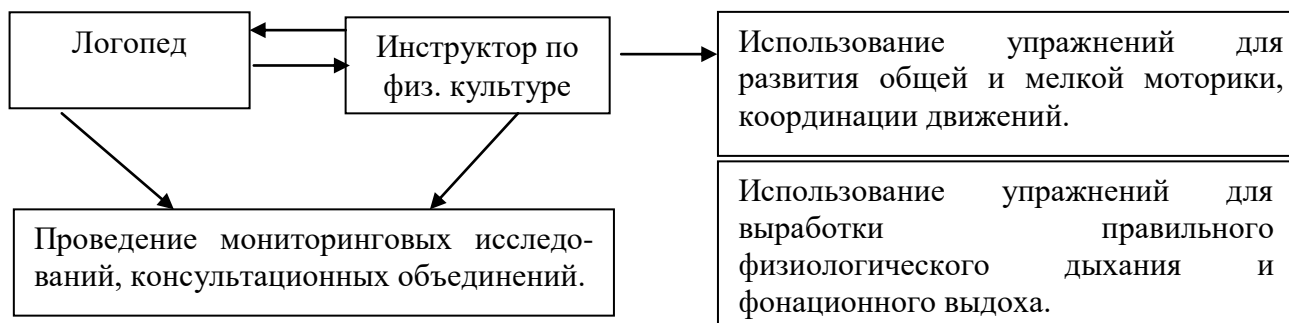 Логопед
Инструктор по
физ. культуре
Использование упражнений для
развития общей и мелкой моторики,
координации движений.
Проведение мониторинговых исследо-
ваний, консультационных объединений.
Использование упражнений для
выработки правильного
физиологического дыхания и
фонационного выдоха.